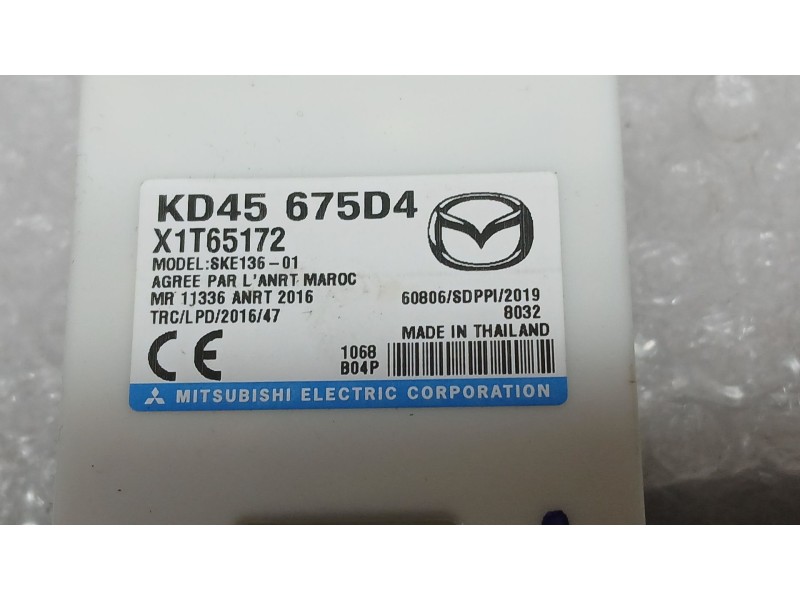 KD45 675D4
X1T65172
MODEL:SKE136-01
AGREE PAR L'ANRT MAROC
MR 11336 ANRT 2016
TRC/LPD/2016/47
60806/SDPPI/2019
8032
MADE IN THAILAND
CE
1068
B04P
MITSUBISHI ELECTRIC CORPORATION